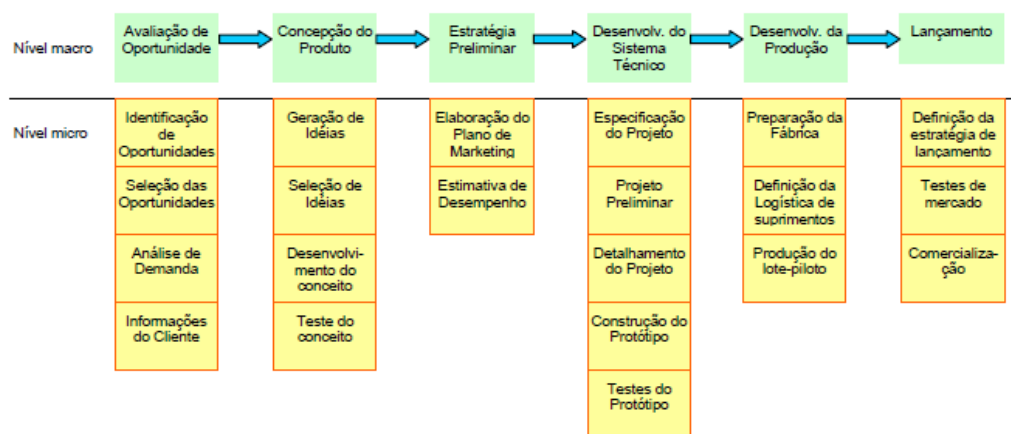 Nível macro
Avaliação de
Oportunidade
Concepção do
Produto
Estratégia
Preliminar
Desenvolv. do
Sistema
Técnico
Desenvolv. da
Produção
Lançamento
Nível micro
Identificação
de
Oportunidades
Seleção das
Oportunidades
Análise de
Demanda
Informações
do Cliente
Geração de
Idéias
Seleção de
Idéias
Desenvolvi-
mento do
conceito
Teste do
conceito
Elaboração do
Plano de
Marketing
Estimativa de
Desempenho
Especificação
do Projeto
Projeto
Preliminar
Detalhamento
do Projeto
Construção do
Protótipo
Testes do
Protótipo
Preparação da
Fábrica
Definição da
Logística de
suprimentos
Produção do
lote-piloto
Definição da
estratégia de
lançamento
Testes de
mercado
Comercializa-
ção